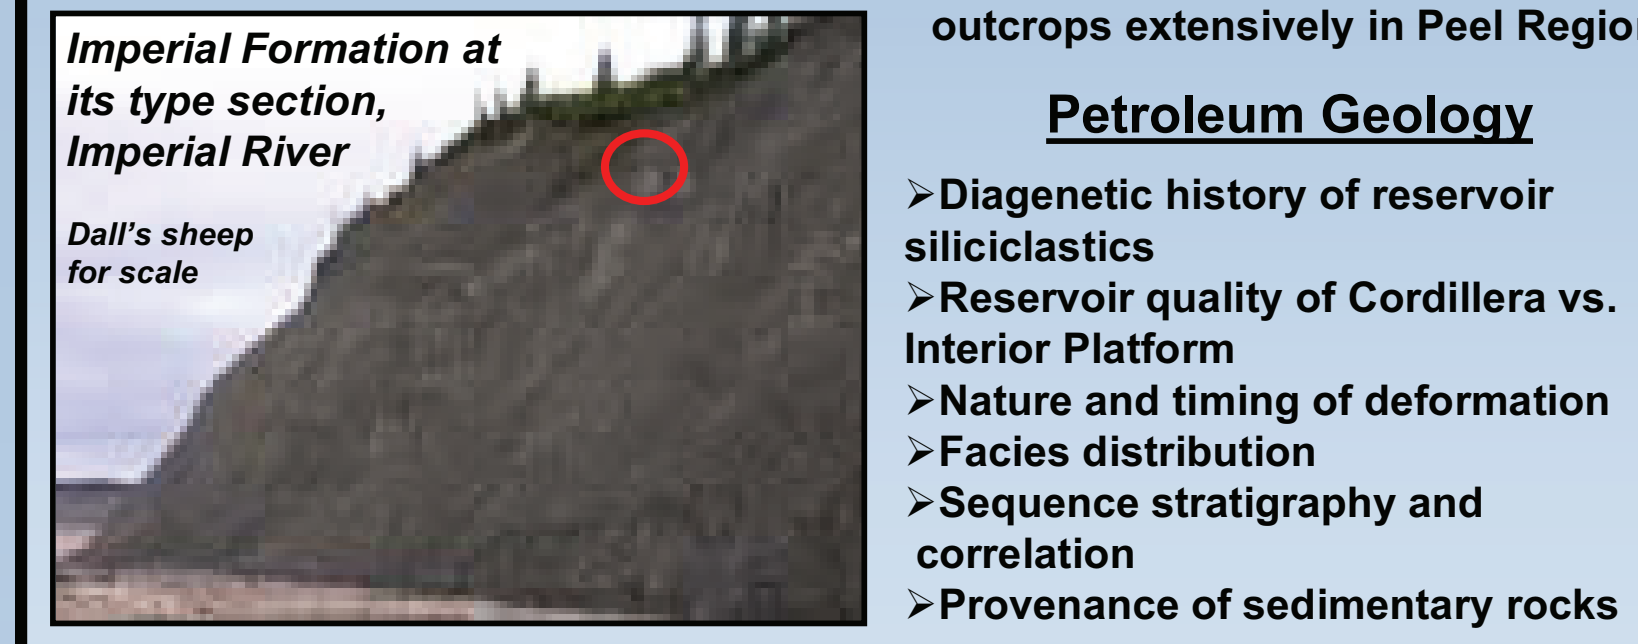 Imperial Formation at
its type section,
Imperial River
Dall's sheep
for scale
outcrops extensively in Peel Region
Petroleum Geology
➢Diagenetic history of reservoir
siliciclastics
➢Reservoir quality of Cordillera vs.
Interior Platform
➢Nature and timing of deformation
➢Facies distribution
➢Sequence stratigraphy and
correlation
➢Provenance of sedimentary rocks